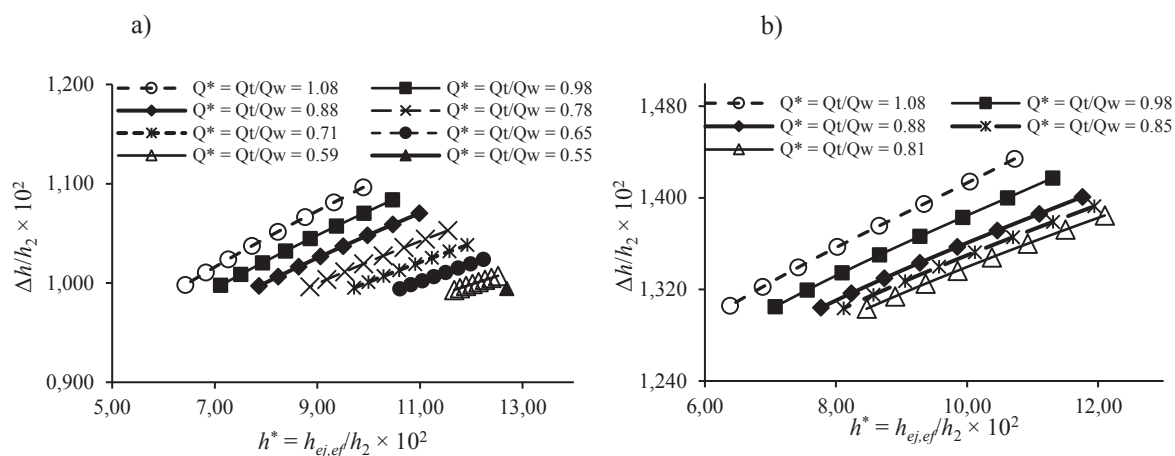 a)
1,200
1,100
1,000
0,900
Δh/h2 × 10²
Q* = Qt/Qw = 1.08
Q* = Qt/Qw = 0.98
Q* = Qt/Qw = 0.88
Q* = Qt/Qw = 0.78
Q* = Qt/Qw = 0.71
Q* = Qt/Qw = 0.65
Q* = Qt/Qw = 0.59
Q* = Qt/Qw = 0.55
5,00 7,00 9,00 11,00 13,00
h* = hej,ef/h2 × 10²
b)
1,480
1,400
1,320
1,240
Δh/h2 × 10²
Q* = Qt/Qw = 1.08
Q* = Qt/Qw = 0.98
Q* = Qt/Qw = 0.88
Q* = Qt/Qw = 0.85
Q* = Qt/Qw = 0.81
6,00 8,00 10,00 12,00
h* = hej,ef/h2 × 10²